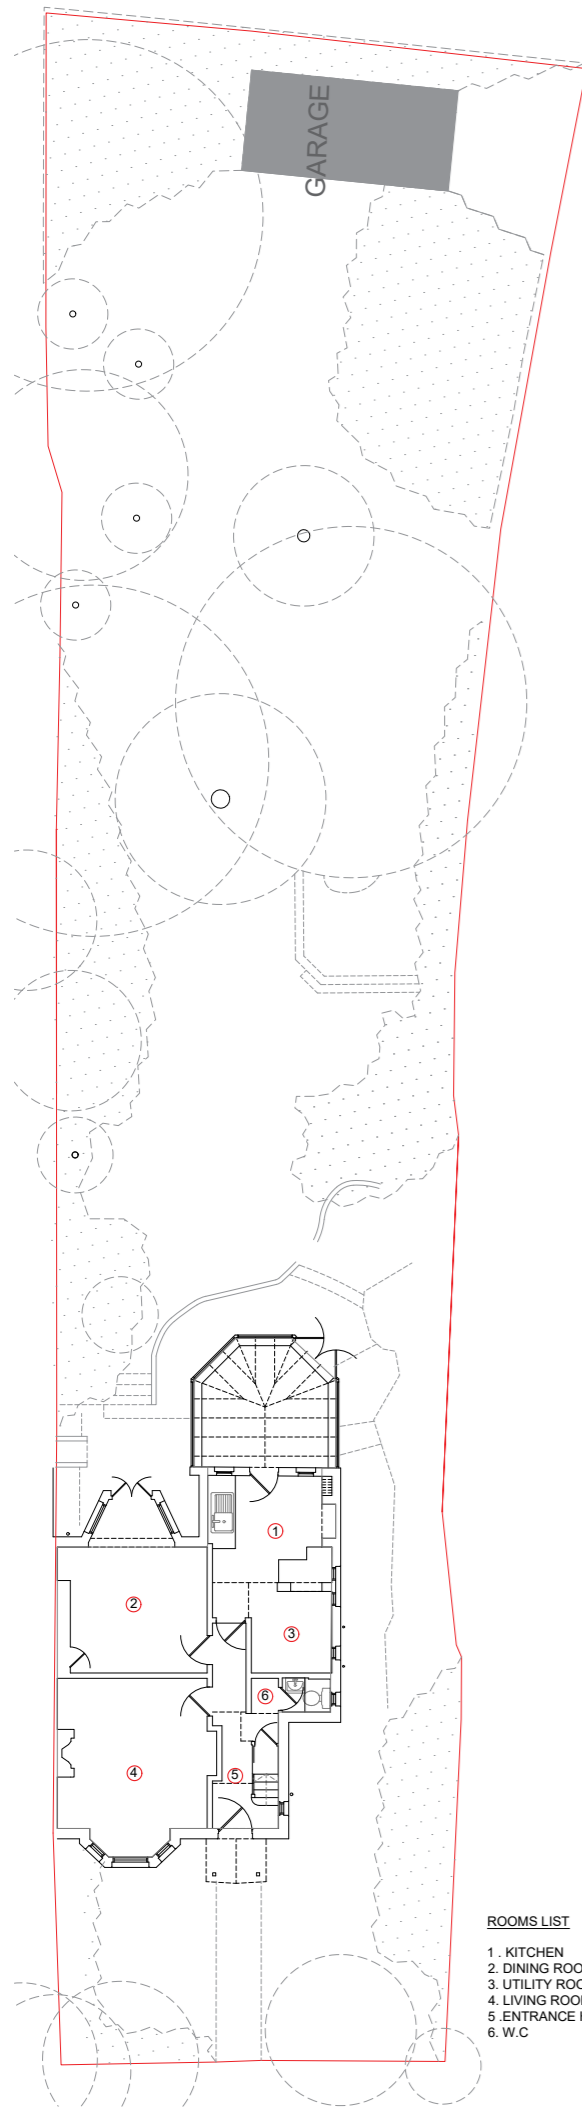 GARAGE
1
2
3
6
4
5
ROOMS LIST
1 . KITCHEN
2. DINING ROO
3. UTILITY ROO
4. LIVING ROO
5 .ENTRANCE
6. W.C